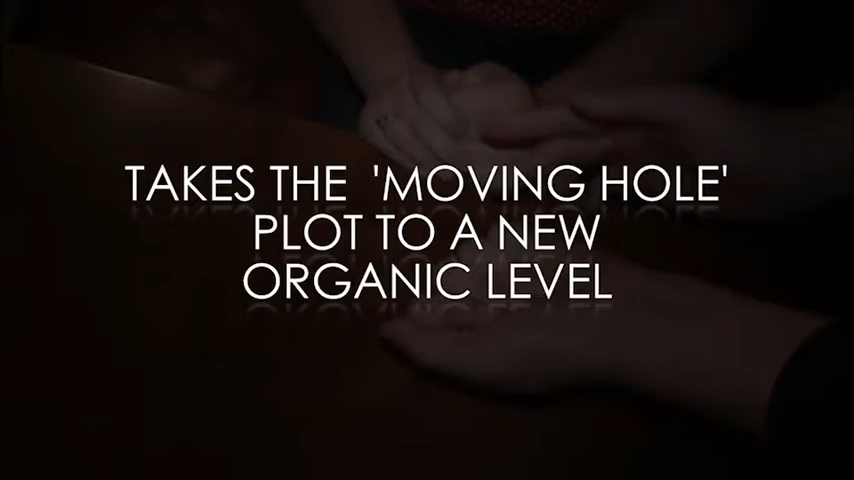 TAKES THE 'MOVING HOLE'
PLOT TO A NEW
ORGANIC LEVEL